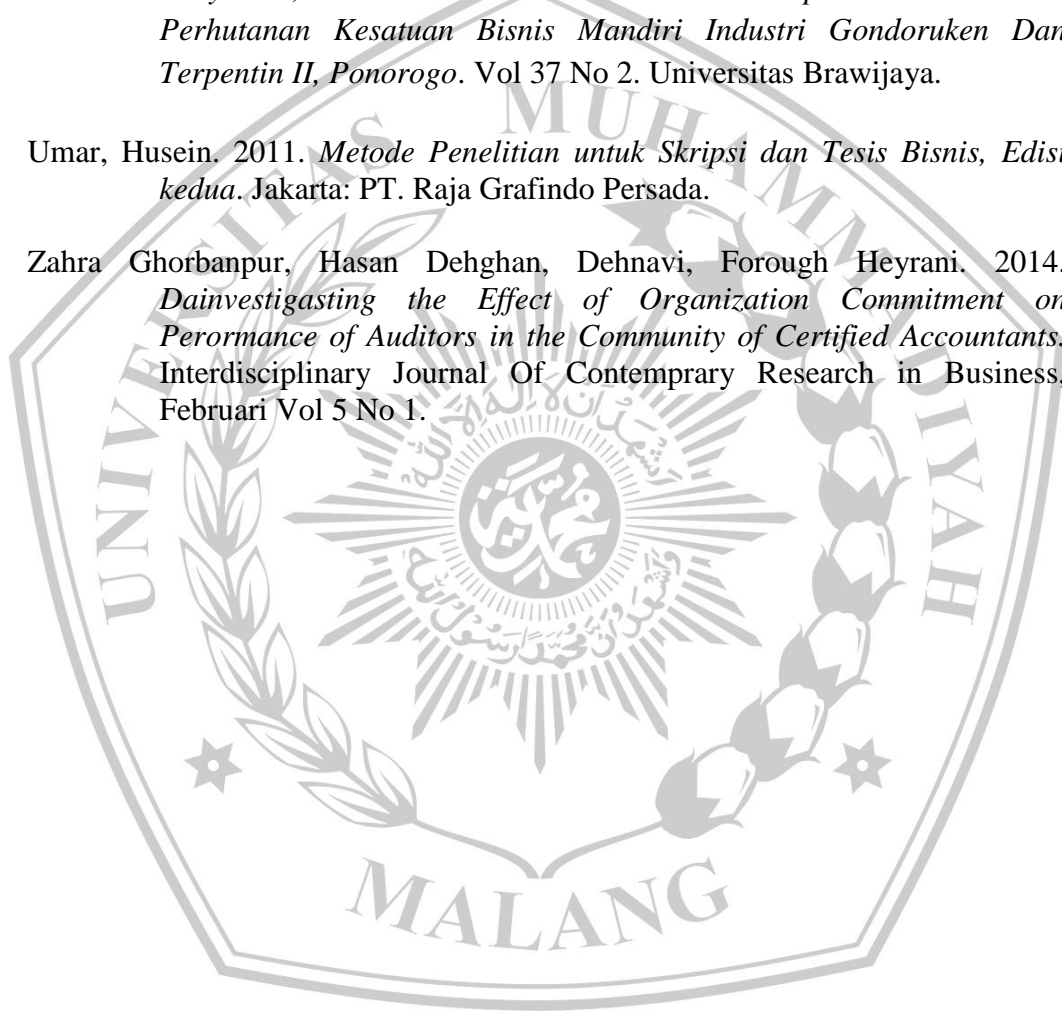 Perhutanan Kesatuan Bisnis Mandiri Industri Gondoruken Dan
Terpentin II, Ponorogo. Vol 37 No 2. Universitas Brawijaya.
Umar, Husein. 2011. Metode Penelitian untuk Skripsi dan Tesis Bisnis, Edisi
kedua. Jakarta: PT. Raja Grafindo Persada.
Zahra Ghorbanpur, Hasan Dehghan, Dehnavi, Forough Heyrani. 2014.
Dainvestigasting the Effect of Organization Commitment on
Perormance of Auditors in the Community of Certified Accountants.
Interdisciplinary Journal Of Contemprary Research in Business,
Februari Vol 5 No 1.
UNIVERSITAS MUHAMMADIYAH
MALANG